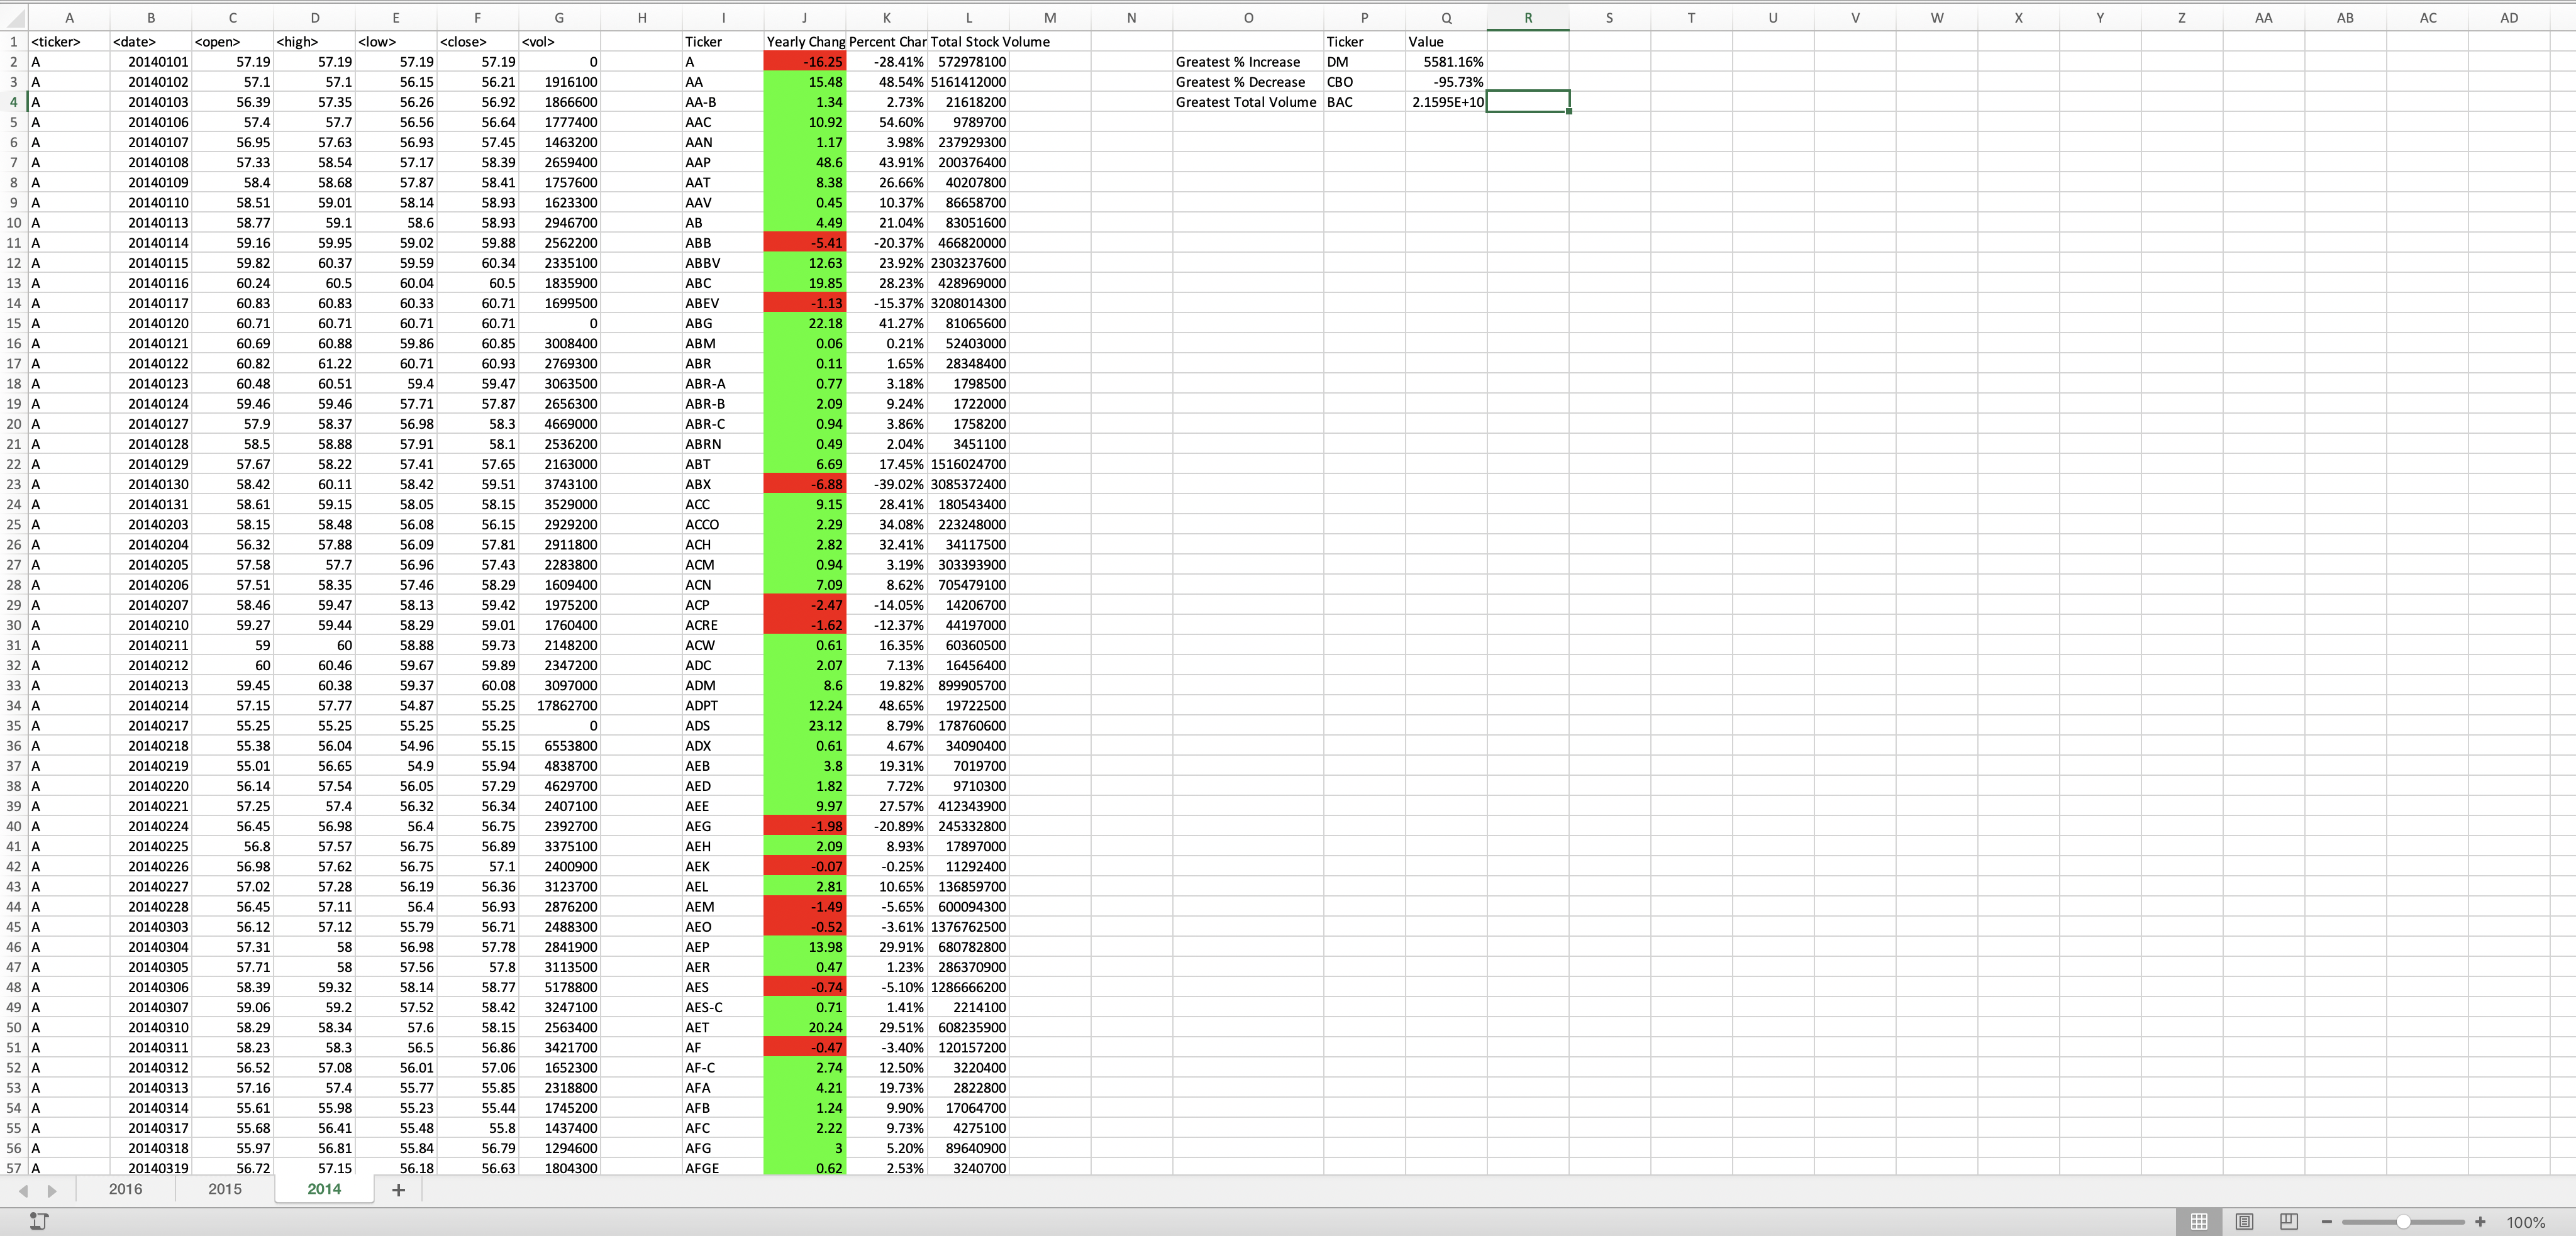 A B C D E F G H I J K L M N O P Q R S T U V W X Y Z AA AB AC AD
1 <ticker> <date> <open> <high> <low> <close> <vol> Ticker Yearly Chang Percent Char Total Stock Volume Ticker Value
2 A 20140101 57.19 57.19 57.19 57.19 0 A -16.25 -28.41% 572978100 Greatest % Increase DM 5581.16%
3 A 20140102 57.1 57.1 56.15 56.21 1916100 AA 15.48 48.54% 5161412000 Greatest % Decrease CBO -95.73%
4 A 20140103 56.39 57.35 56.26 56.92 1866600 AA-B 1.34 2.73% 21618200 Greatest Total Volume BAC 2.1595E+10
5 A 20140106 57.4 57.7 56.56 56.64 1777400 AAC 10.92 54.60% 9789700
6 A 20140107 56.95 57.63 56.93 57.45 1463200 AAN 1.17 3.98% 237929300
7 A 20140108 57.33 58.54 57.17 58.39 2659400 AAP 48.6 43.91% 200376400
8 A 20140109 58.4 58.68 57.87 58.41 1757600 AAT 8.38 26.66% 40207800
9 A 20140110 58.51 59.01 58.14 58.93 1623300 AAV 0.45 10.37% 86658700
10 A 20140113 58.77 59.1 58.6 58.93 2946700 AB 4.49 21.04% 83051600
11 A 20140114 59.16 59.95 59.02 59.88 2562200 ABB -5.41 -20.37% 466820000
12 A 20140115 59.82 60.37 59.59 60.34 2335100 ABBV 12.63 23.92% 2303237600
13 A 20140116 60.24 60.5 60.04 60.5 1835900 ABC 19.85 28.23% 428969000
14 A 20140117 60.83 60.83 60.33 60.71 1699500 ABEV -1.13 -15.37% 3208014300
15 A 20140120 60.71 60.71 60.71 60.71 0 ABG 22.18 41.27% 81065600
16 A 20140121 60.69 60.88 59.86 60.85 3008400 ABM 0.06 0.21% 52403000
17 A 20140122 60.82 61.22 60.71 60.93 2769300 ABR 0.11 1.65% 28348400
18 A 20140123 60.48 60.51 59.4 59.47 3063500 ABR-A 0.77 3.18% 1798500
19 A 20140124 59.46 59.46 57.71 57.87 2656300 ABR-B 2.09 9.24% 1722000
20 A 20140127 57.9 58.37 56.98 58.3 4669000 ABR-C 0.94 3.86% 1758200
21 A 20140128 58.5 58.88 57.91 58.1 2536200 ABRN 0.49 2.04% 3451100
22 A 20140129 57.67 58.22 57.41 57.65 2163000 ABT 6.69 17.45% 1516024700
23 A 20140130 58.42 60.11 58.42 59.51 3743100 ABX -6.88 -39.02% 3085372400
24 A 20140131 58.61 59.15 58.05 58.15 3529000 ACC 9.15 28.41% 180543400
25 A 20140203 58.15 58.48 56.08 56.15 2929200 ACCO 2.29 34.08% 223248000
26 A 20140204 56.32 57.88 56.09 57.81 2911800 ACH 2.82 32.41% 34117500
27 A 20140205 57.58 57.7 56.96 57.43 2283800 ACM 0.94 3.19% 303393900
28 A 20140206 57.51 58.35 57.46 58.29 1609400 ACN 7.09 8.62% 705479100
29 A 20140207 58.46 59.47 58.13 59.42 1975200 ACP -2.47 -14.05% 14206700
30 A 20140210 59.27 59.44 58.29 59.01 1760400 ACRE -1.62 -12.37% 44197000
31 A 20140211 59 60 58.88 59.73 2148200 ACW 0.61 16.35% 60360500
32 A 20140212 60 60.46 59.67 59.89 2347200 ADC 2.07 7.13% 16456400
33 A 20140213 59.45 60.38 59.37 60.08 3097000 ADM 8.6 19.82% 899905700
34 A 20140214 57.15 57.77 54.87 55.25 17862700 ADPT 12.24 48.65% 19722500
35 A 20140217 55.25 55.25 55.25 55.25 0 ADS 23.12 8.79% 178760600
36 A 20140218 55.38 56.04 54.96 55.15 6553800 ADX 0.61 4.67% 34090400
37 A 20140219 55.01 56.65 54.9 55.94 4838700 AEB 3.8 19.31% 7019700
38 A 20140220 56.14 57.54 56.05 57.29 4629700 AED 1.82 7.72% 9710300
39 A 20140221 57.25 57.4 56.32 56.34 2407100 AEE 9.97 27.57% 412343900
40 A 20140224 56.45 56.98 56.4 56.75 2392700 AEG -1.98 -20.89% 245332800
41 A 20140225 56.8 57.57 56.75 56.89 3375100 AEH 2.09 8.93% 17897000
42 A 20140226 56.98 57.62 56.75 57.1 2400900 AEK -0.07 -0.25% 11292400
43 A 20140227 57.02 57.28 56.19 56.36 3123700 AEL 2.81 10.65% 136859700
44 A 20140228 56.45 57.11 56.4 56.93 2876200 AEM -1.49 -5.65% 600094300
45 A 20140303 56.12 57.12 55.79 56.71 2488300 AEO -0.52 -3.61% 1376762500
46 A 20140304 57.31 58 56.98 57.78 2841900 AEP 13.98 29.91% 680782800
47 A 20140305 57.71 58 57.56 57.8 3113500 AER 0.47 1.23% 286370900
48 A 20140306 58.39 59.32 58.14 58.77 5178800 AES -0.74 -5.10% 1286666200
49 A 20140307 59.06 59.2 57.52 58.42 3247100 AES-C 0.71 1.41% 2214100
50 A 20140310 58.29 58.34 57.6 58.15 2563400 AET 20.24 29.51% 608235900
51 A 20140311 58.23 58.3 56.5 56.86 3421700 AF -0.47 -3.40% 120157200
52 A 20140312 56.52 57.08 56.01 57.06 1652300 AF-C 2.74 12.50% 3220400
53 A 20140313 57.16 57.4 55.77 55.85 2318800 AFA 4.21 19.73% 2822800
54 A 20140314 55.61 55.98 55.23 55.44 1745200 AFB 1.24 9.90% 17064700
55 A 20140317 55.68 56.41 55.48 55.8 1437400 AFC 2.22 9.73% 4275100
56 A 20140318 55.97 56.81 55.84 56.79 1294600 AFG 3 5.20% 89640900
57 A 20140319 56.72 57.15 56.18 56.63 1804300 AFGE 0.62 2.53% 3240700
2016 2015 2014 +
100%